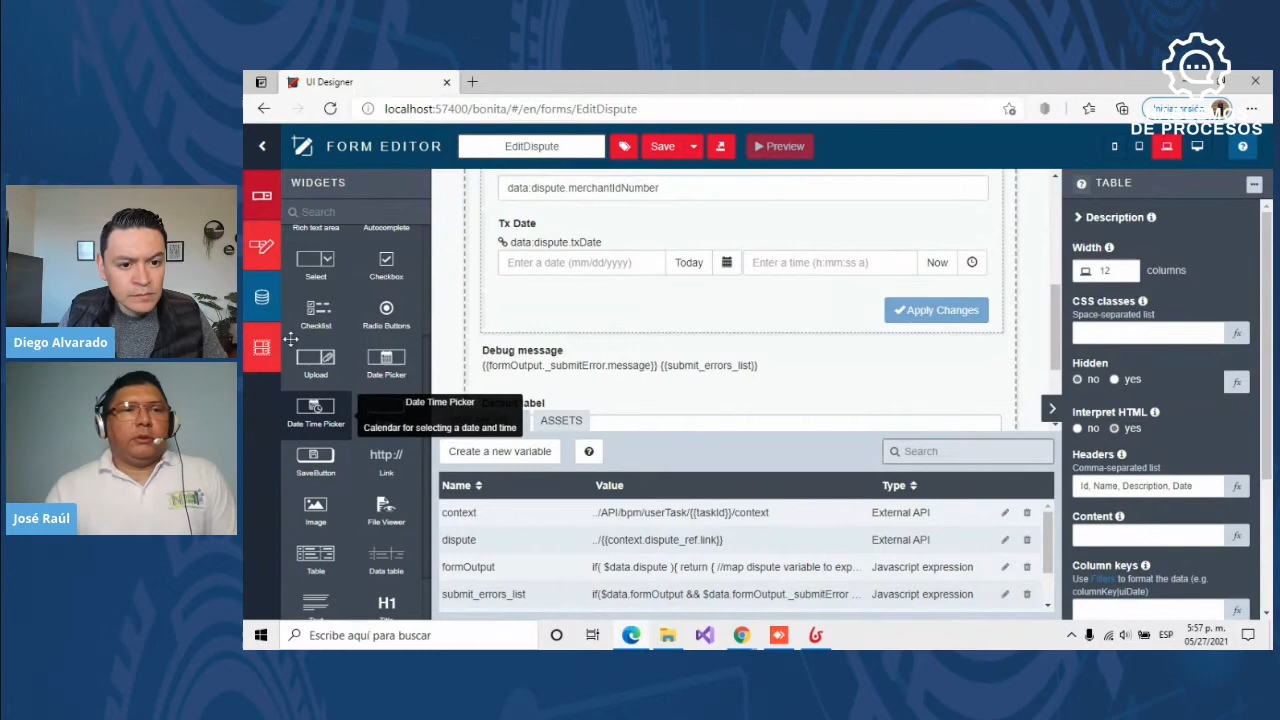 UI Designer
localhost:57400/bonita/#/en/forms/EditDispute
DE PROCESOS
FORM EDITOR
EditDispute
Save
Preview
WIDGETS
Search
Rich text area
Autocomplete
Select
Checkbox
Checklist
Radio Buttons
Upload
Date Picker
Date Time Picker
SaveButton
http://
Link
Image
File Viewer
Table
Data table
H1
Date Time Picker
Calendar for selecting a date and time
data:dispute.merchantIdNumber
Tx Date
data:dispute.txDate
Enter a date (mm/dd/yyyy)
Today
Enter a time (h:mm:ss a)
Now
Apply Changes
Debug message
{{formOutput._submitError.message}} {{submit_errors_list}}
ASSETS
Create a new variable
?
Search
Name
Value
Type
context
../API/bpm/userTask/{{taskId}}/context
External API
dispute
../{{context.dispute_ref.link}}
External API
formOutput
if( $data.dispute ){ return { //map dispute variable to exp...
Javascript expression
submit_errors_list
if($data.formOutput && $data.formOutput._submitError ...
Javascript expression
TABLE
Description
Width
12
columns
CSS classes
Space-separated list
fx
Hidden
no
yes
fx
Interpret HTML
no
yes
Headers
Comma-separated list
Id, Name, Description, Date
fx
Content
fx
Column keys
Use Filters to format the data (e.g.
columnKey|uiDate)
fx
Diego Alvarado
José Raúl
Escribe aquí para buscar
ESP
5:57 p. m.
05/27/2021